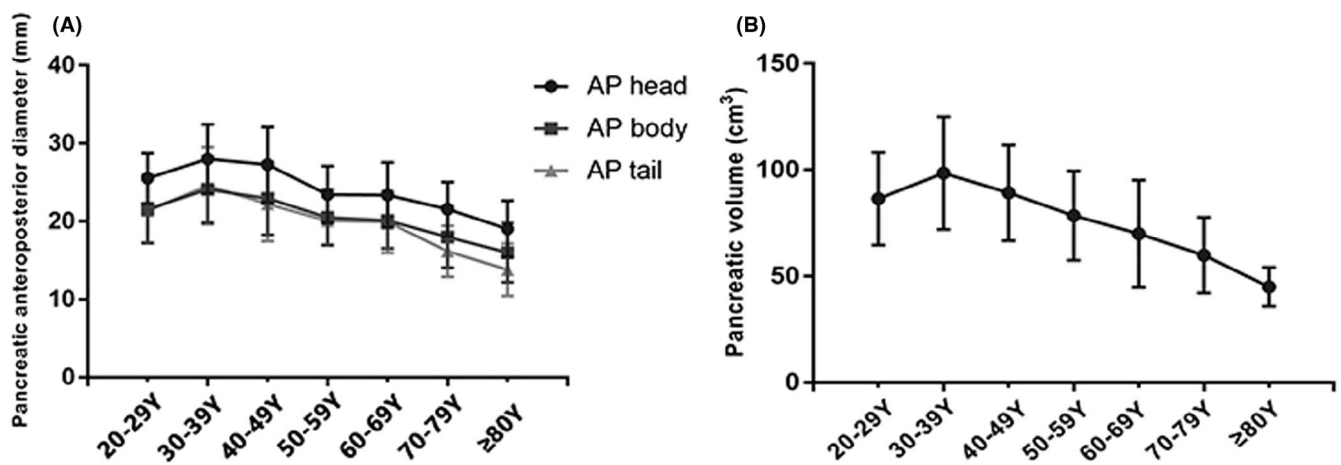 (A)
Pancreatic anteroposterior diameter (mm)
40
30
20
10
0
20-29Y
30-39Y
40-49Y
50-59Y
60-69Y
70-79Y
≥80Y
AP head
AP body
AP tail
(B)
Pancreatic volume (cm³)
150
100
50
0
20-29Y
30-39Y
40-49Y
50-59Y
60-69Y
70-79Y
≥80Y